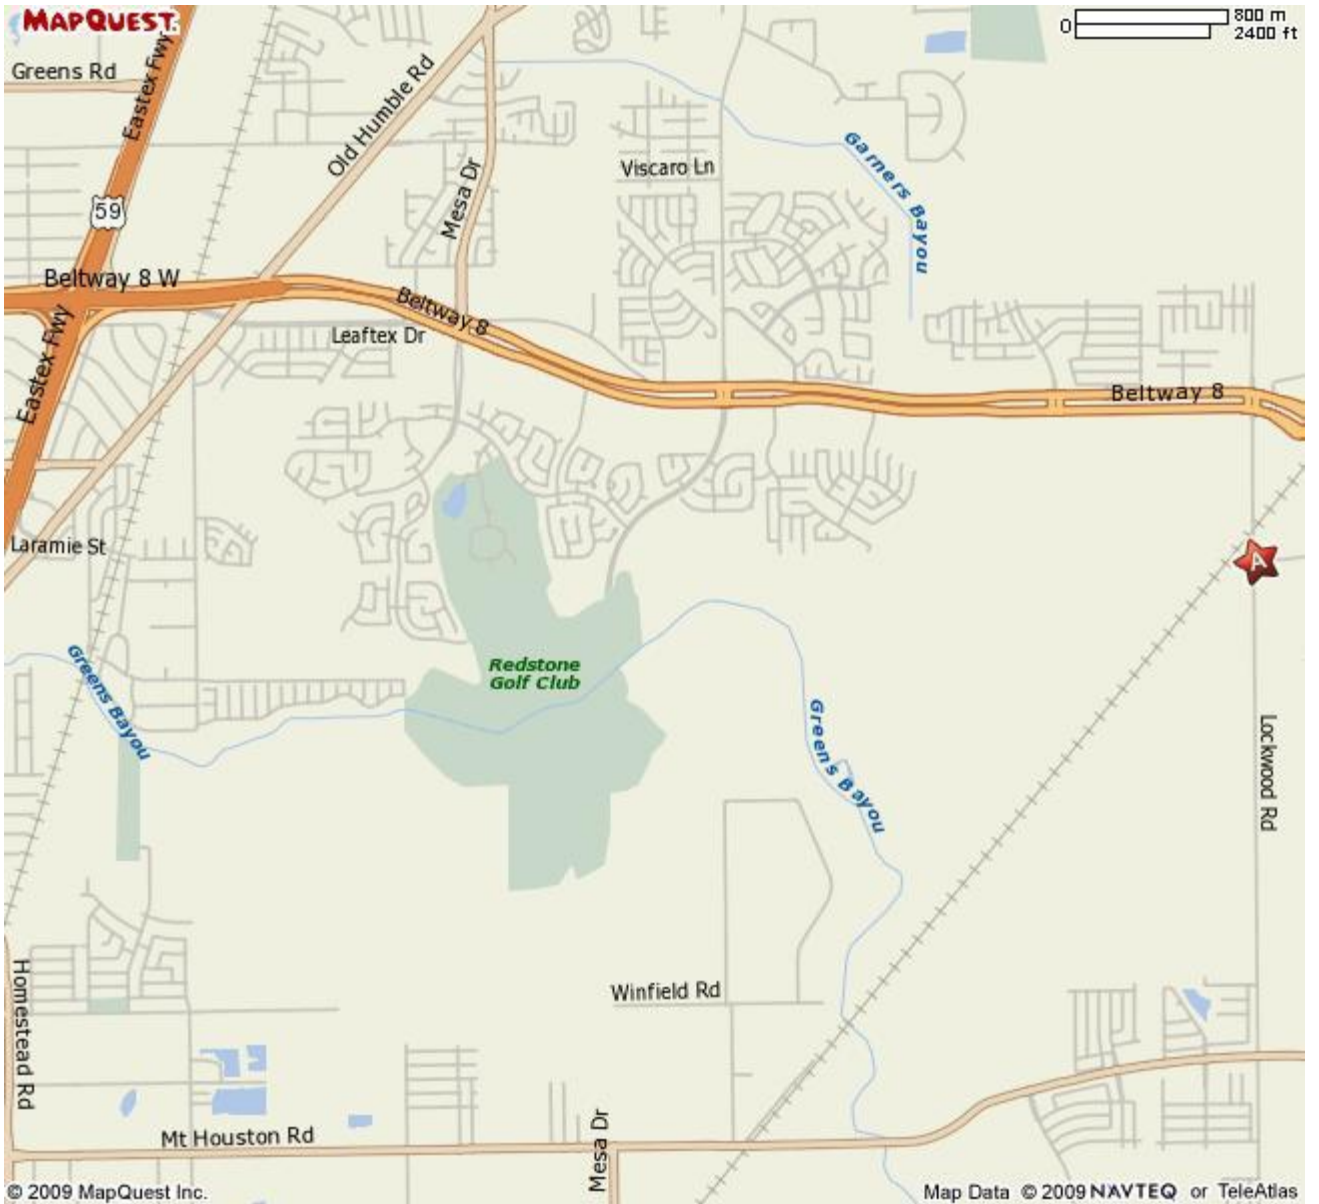 MAPQUEST.
0
800 m
2400 ft
Greens Rd
Eastex Fwy
Old Humble Rd
Mesa Dr
Viscaro Ln
Garners Bayou
59
Beltway 8 W
Beltway 8
Leaftex Dr
Eastex Fwy
Beltway 8
Laramie St
A
Greens Bayou
Redstone
Golf Club
Greens Bayou
Lockwood Rd
Homestead Rd
Winfield Rd
Mt Houston Rd
Mesa Dr
© 2009 MapQuest Inc.
Map Data © 2009 NAVTEQ or TeleAtlas